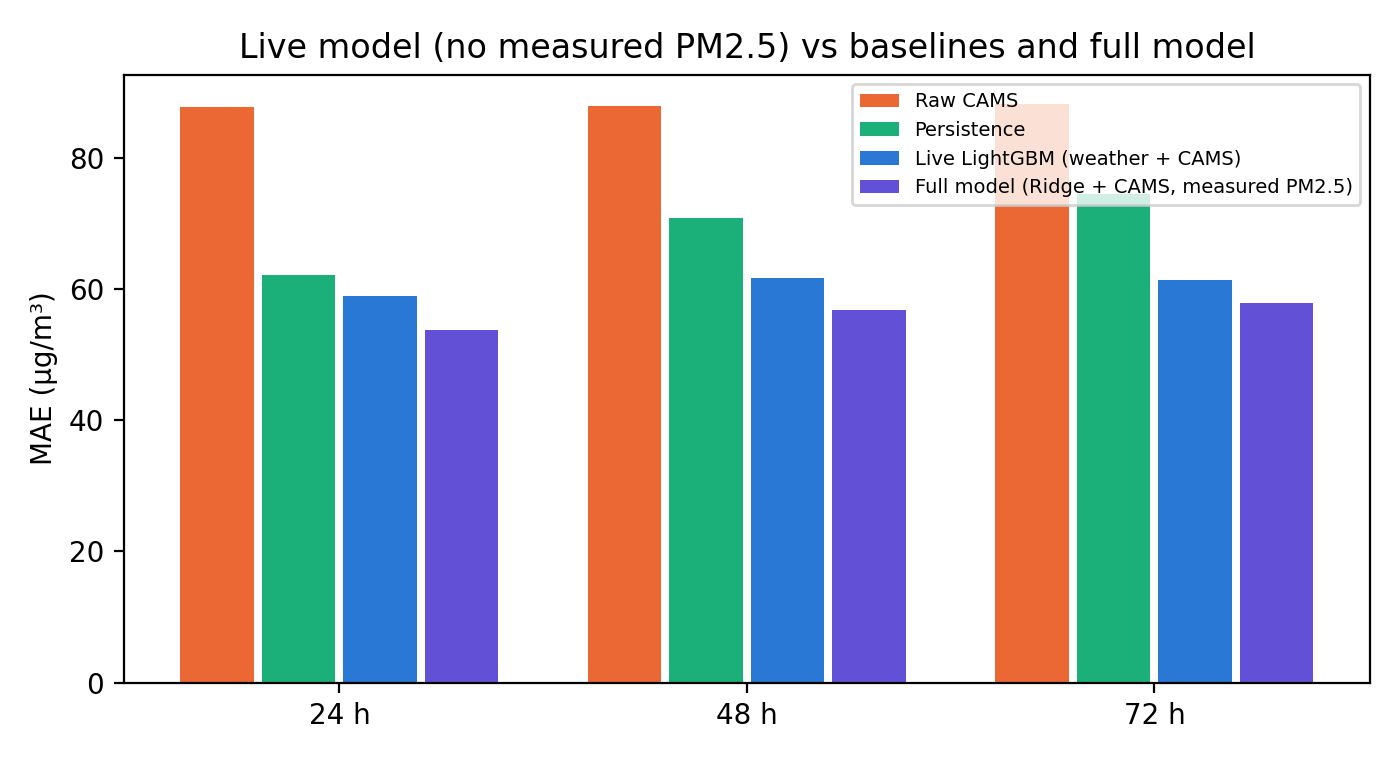 Live model (no measured PM2.5) vs baselines and full model
Raw CAMS
Persistence
Live LightGBM (weather + CAMS)
Full model (Ridge + CAMS, measured PM2.5)
MAE (µg/m³)
80
60
40
20
0
24 h
48 h
72 h